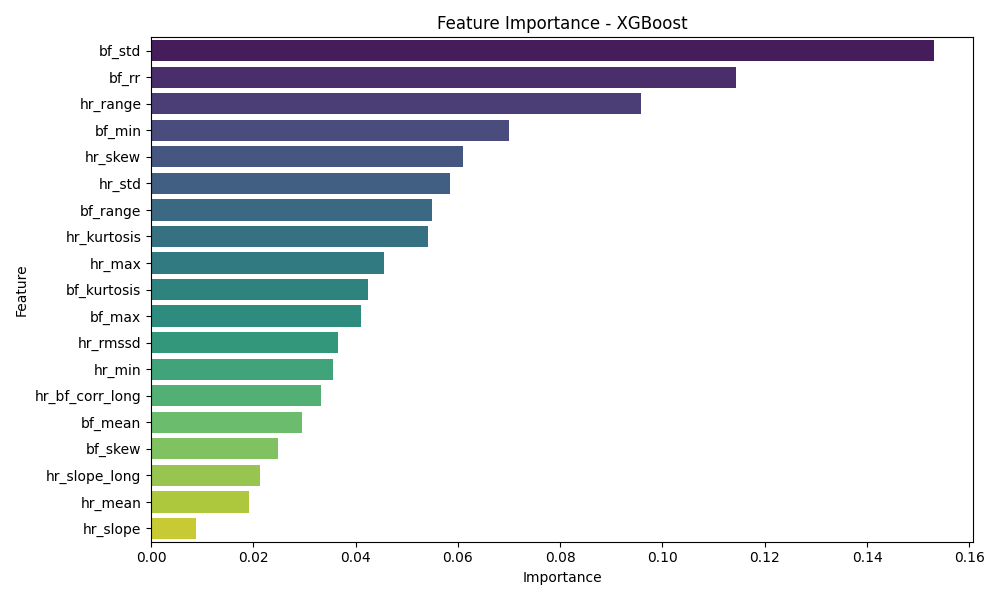 Feature Importance - XGBoost
Feature
bf_std
bf_rr
hr_range
bf_min
hr_skew
hr_std
bf_range
hr_kurtosis
hr_max
bf_kurtosis
bf_max
hr_rmssd
hr_min
hr_bf_corr_long
bf_mean
bf_skew
hr_slope_long
hr_mean
hr_slope
0.00 0.02 0.04 0.06 0.08 0.10 0.12 0.14 0.16
Importance